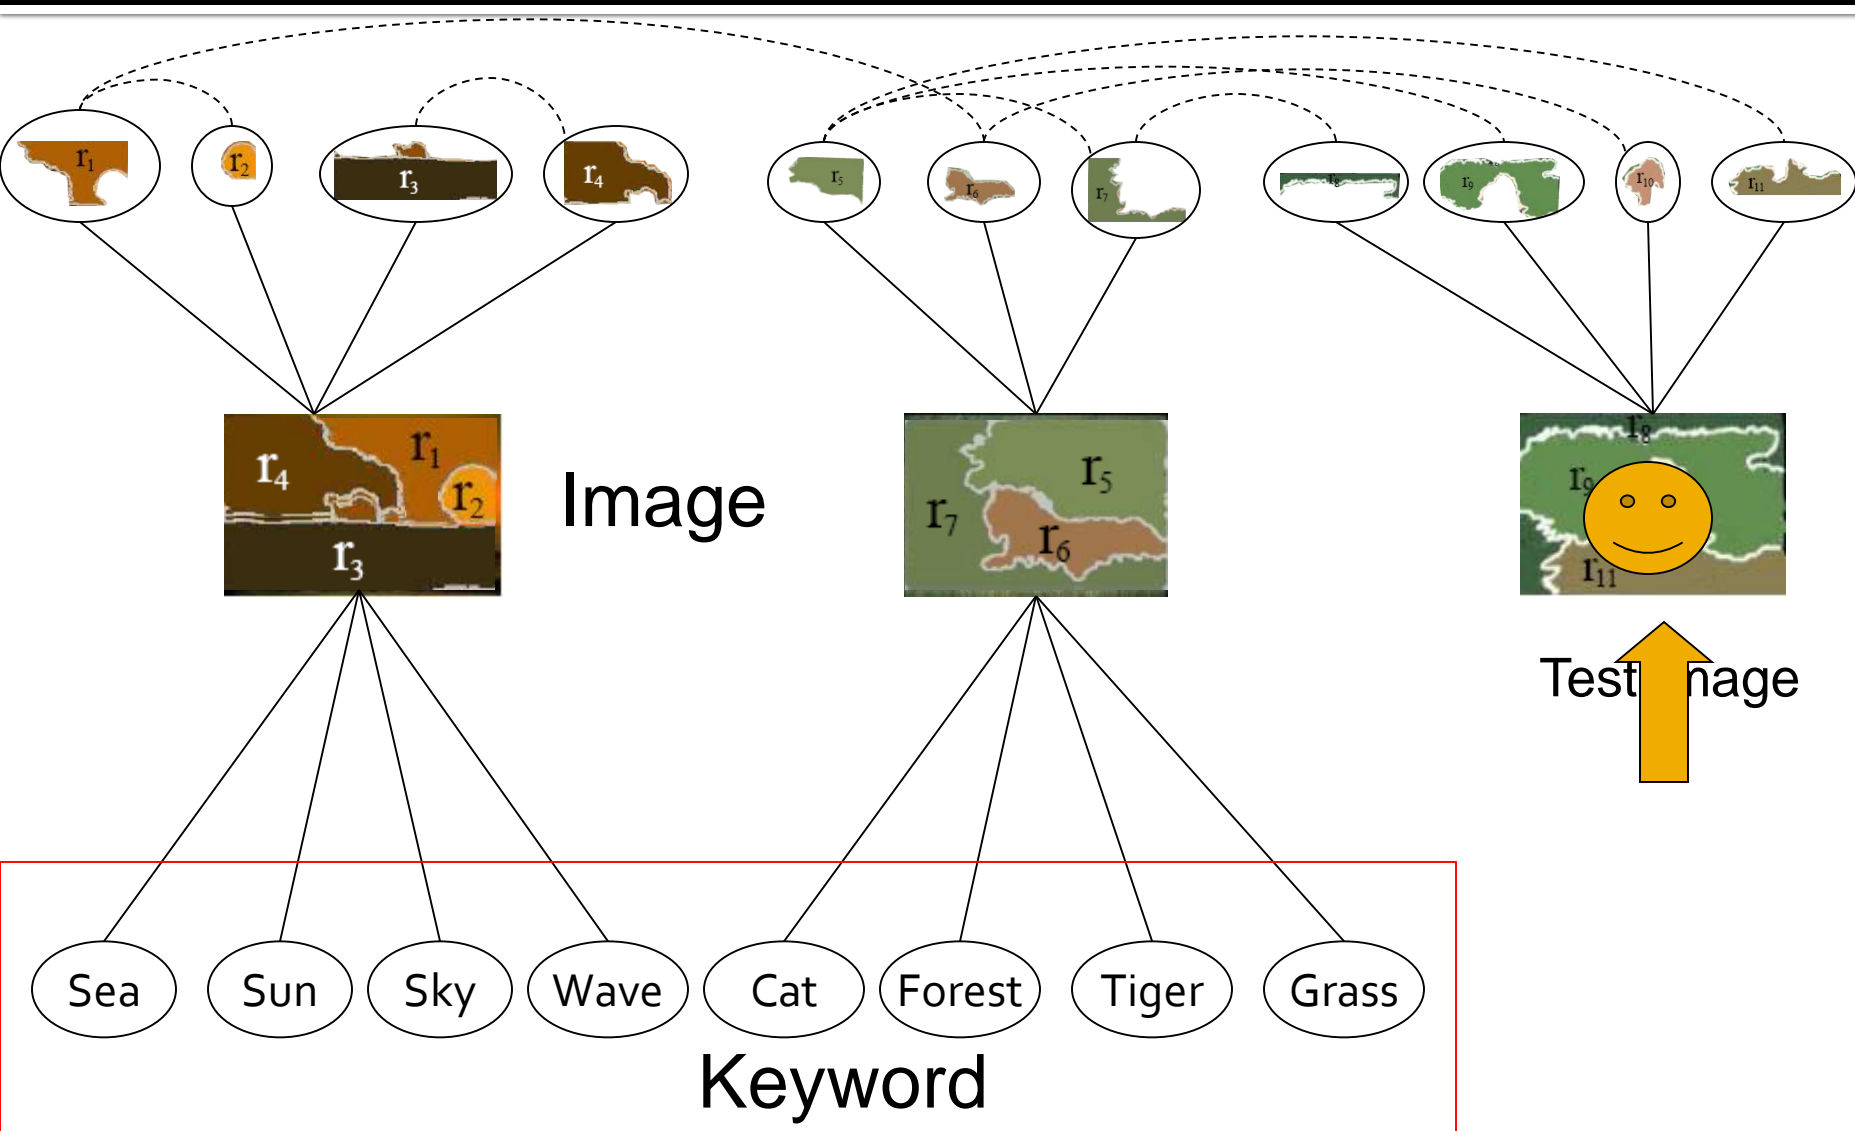 r1 r2 r3 r4 r5 r6 r7 r8 r9 r10 r11
r4 r1 r2 r3
Image
r5 r7 r6
r8 r9 r11
Test mage
Sea Sun Sky Wave Cat Forest Tiger Grass
Keyword